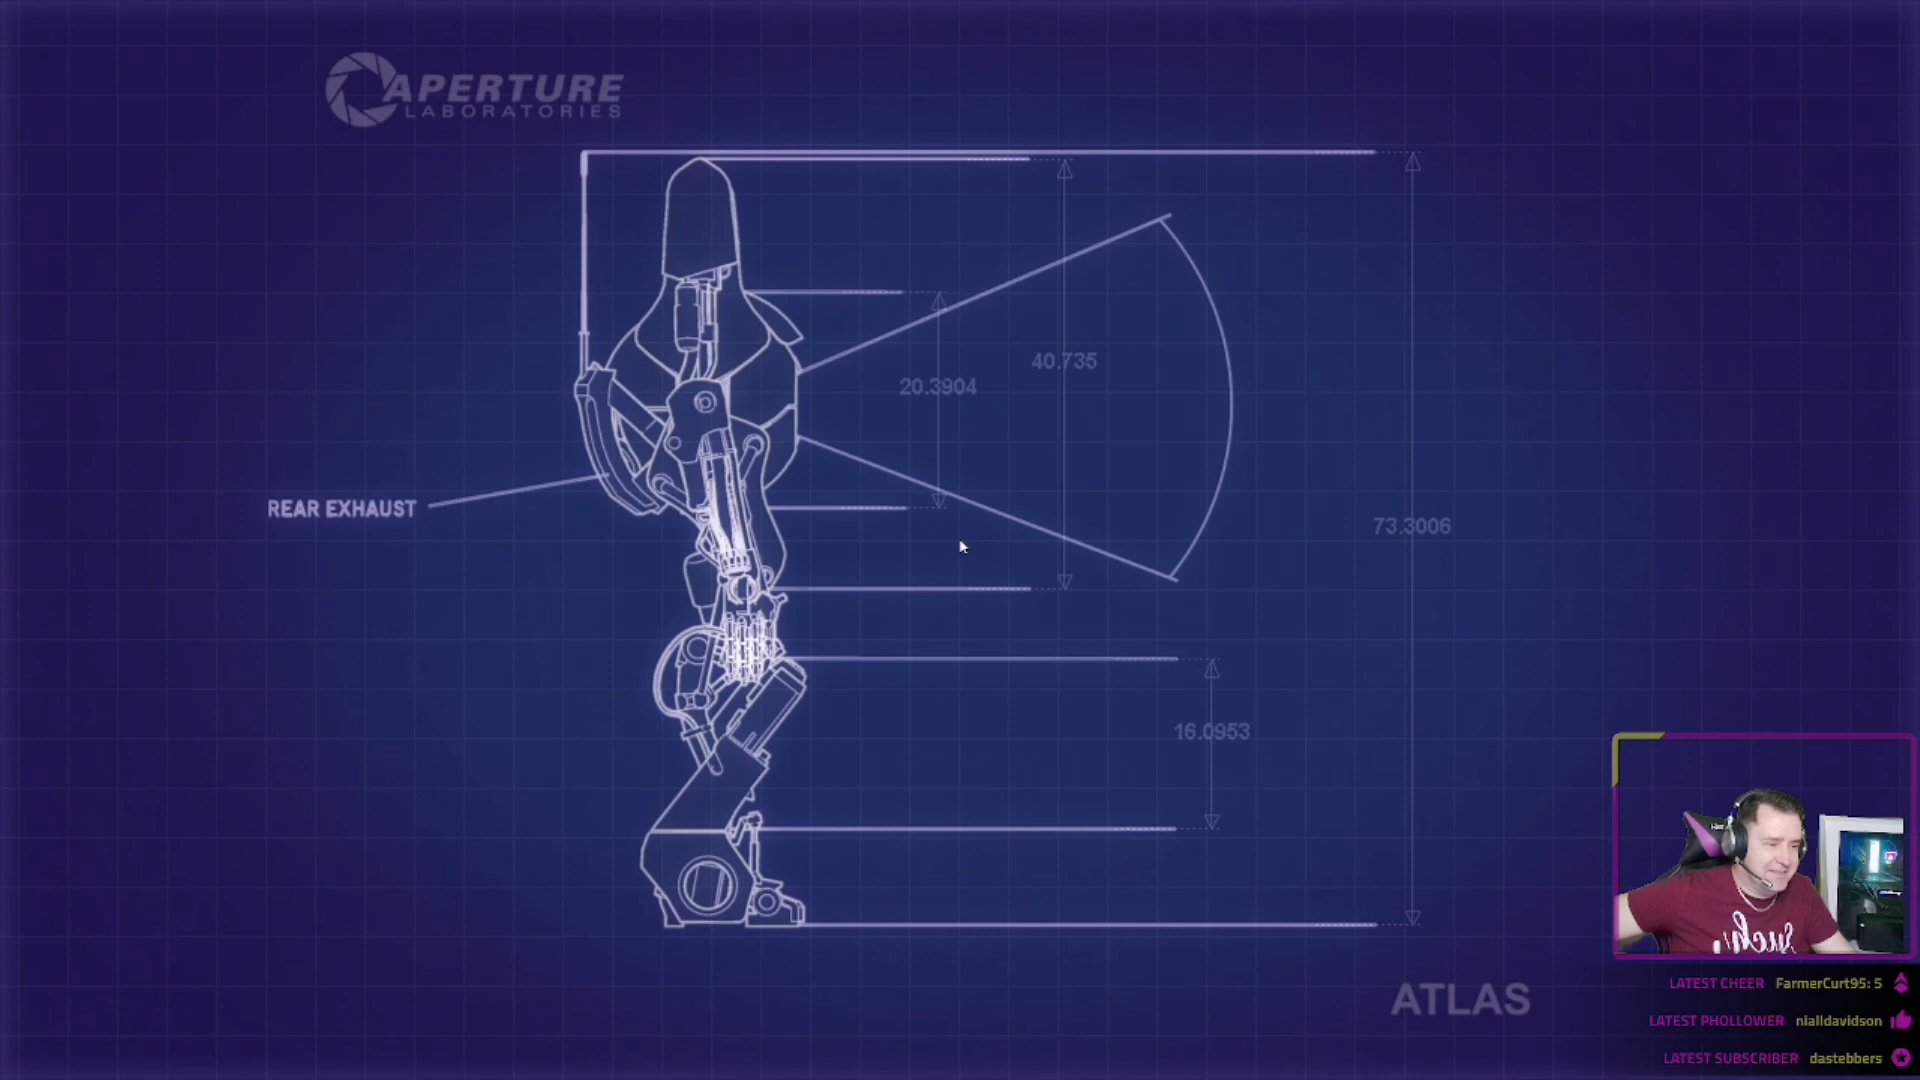 APERTURE
LABORATORIES
40.735
20.3904
REAR EXHAUST
73.3006
16.0953
Such
ATLAS
LATEST CHEER FarmerCurt95: 5
LATEST PHOLLOWER nialldavidson
LATEST SUBSCRIBER dastebbers